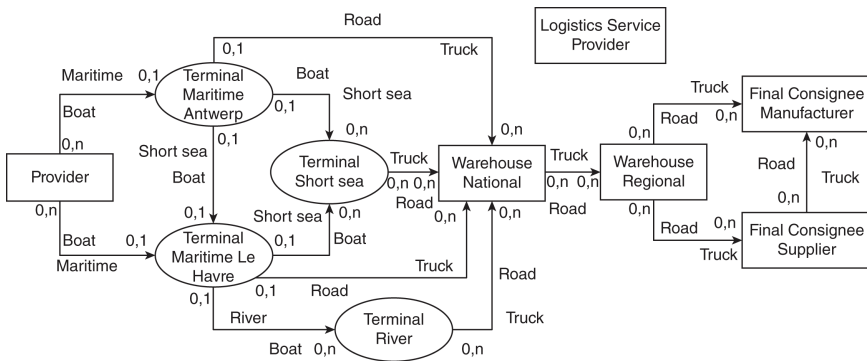 Road
0,1
Truck
Logistics Service
Provider
Maritime
0,1
Terminal
Maritime
Antwerp
Boat
0,1
Short sea
Boat
0,n
0,n
0,n
Truck
Road
0,n
Final Consignee
Manufacturer
0,n
Short sea
0,1
Boat
Provider
0,n
Terminal
Short sea
Truck
0,n
0,n
Road
Warehouse
National
Truck
0,n
0,n
Road
Warehouse
Regional
Road
Truck
0,n
Short sea
0,n
0,n
0,n
0,n
0,n
Boat
Maritime
0,1
0,1
Terminal
Maritime Le
Havre
0,1
Boat
Road
0,n
Truck
Final Consignee
Supplier
0,1
0,1
Road
Truck
Road
River
Boat
0,n
Terminal
River
0,n
Truck